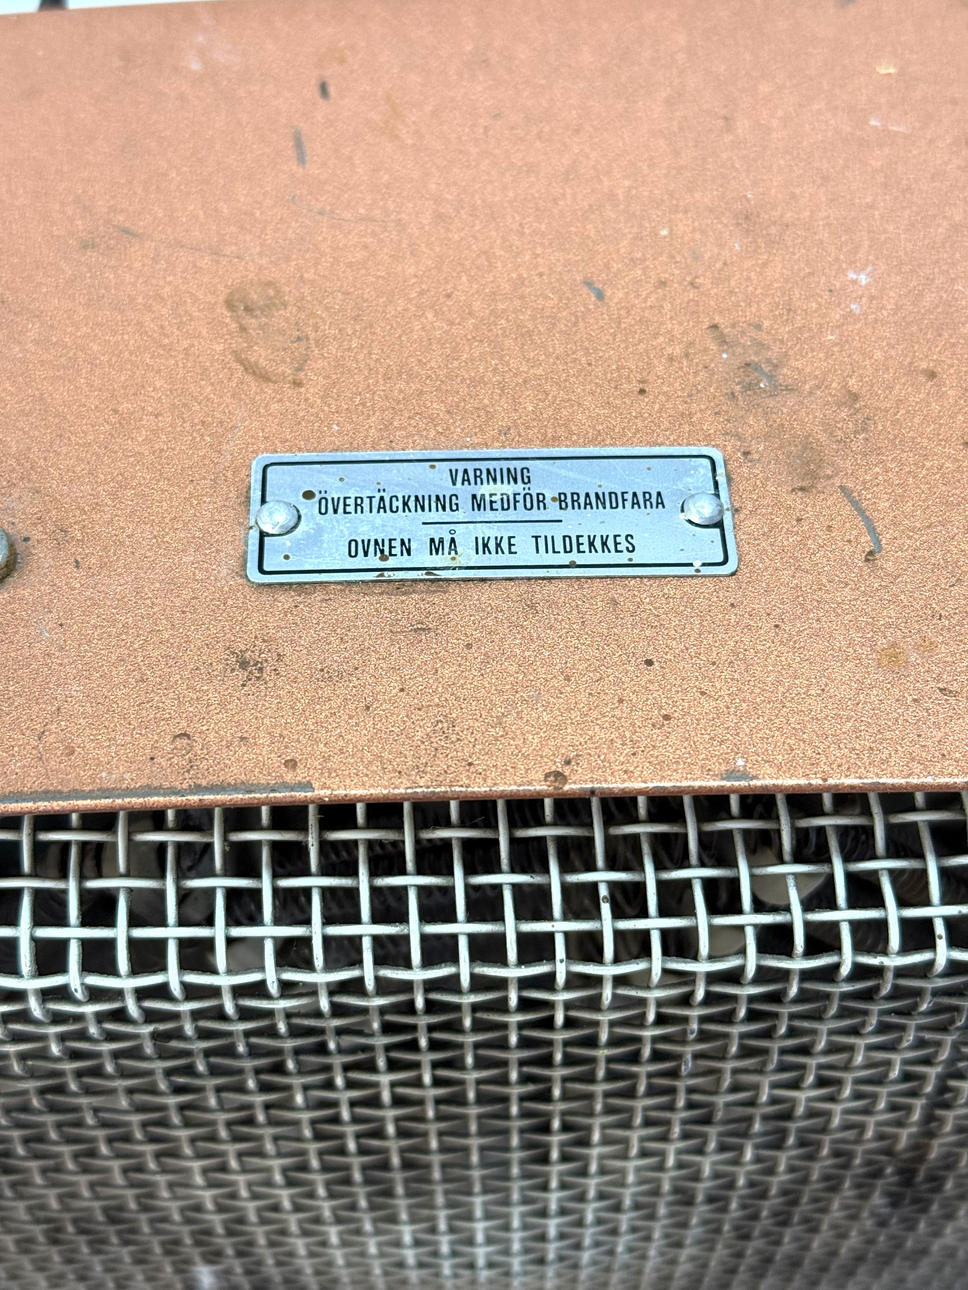 VARNING
ÖVERTÄCKNING MEDFÖR BRANDFARA
OVNEN MÅ IKKE TILDEKKES